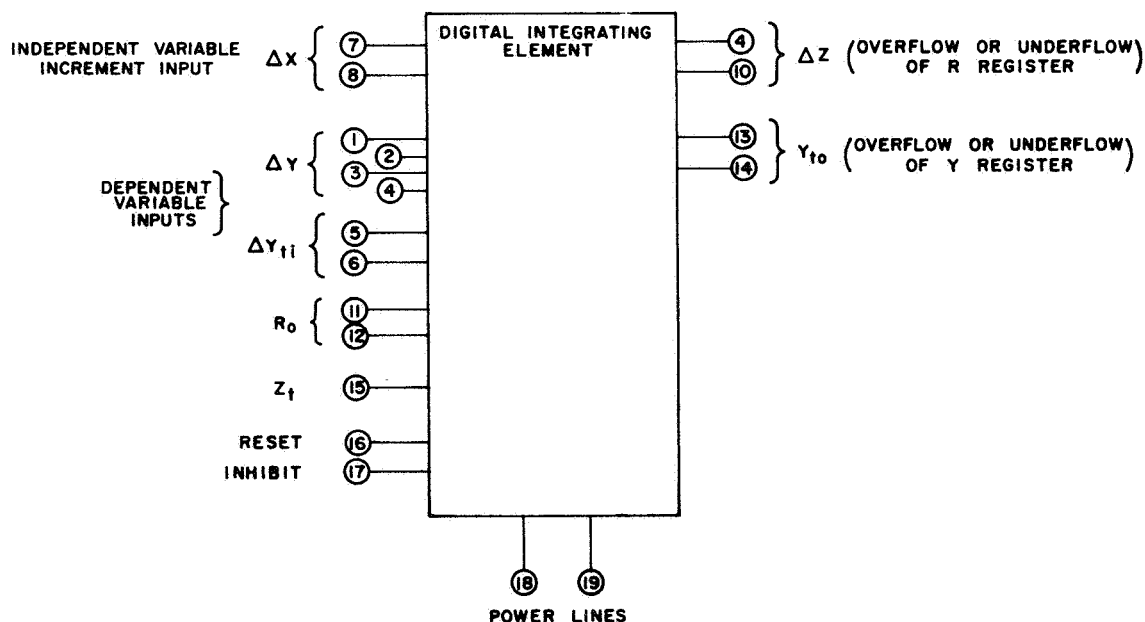 DIGITAL INTEGRATING
ELEMENT
INDEPENDENT VARIABLE
INCREMENT INPUT
ΔX
7
8
DEPENDENT
VARIABLE
INPUTS
ΔY
1
2
3
4
ΔYti
5
6
Ro
11
12
Zt
15
RESET
16
INHIBIT
17
4
10
ΔZ (OVERFLOW OR UNDERFLOW
OF R REGISTER)
13
14
Yto (OVERFLOW OR UNDERFLOW
OF Y REGISTER)
18
19
POWER LINES